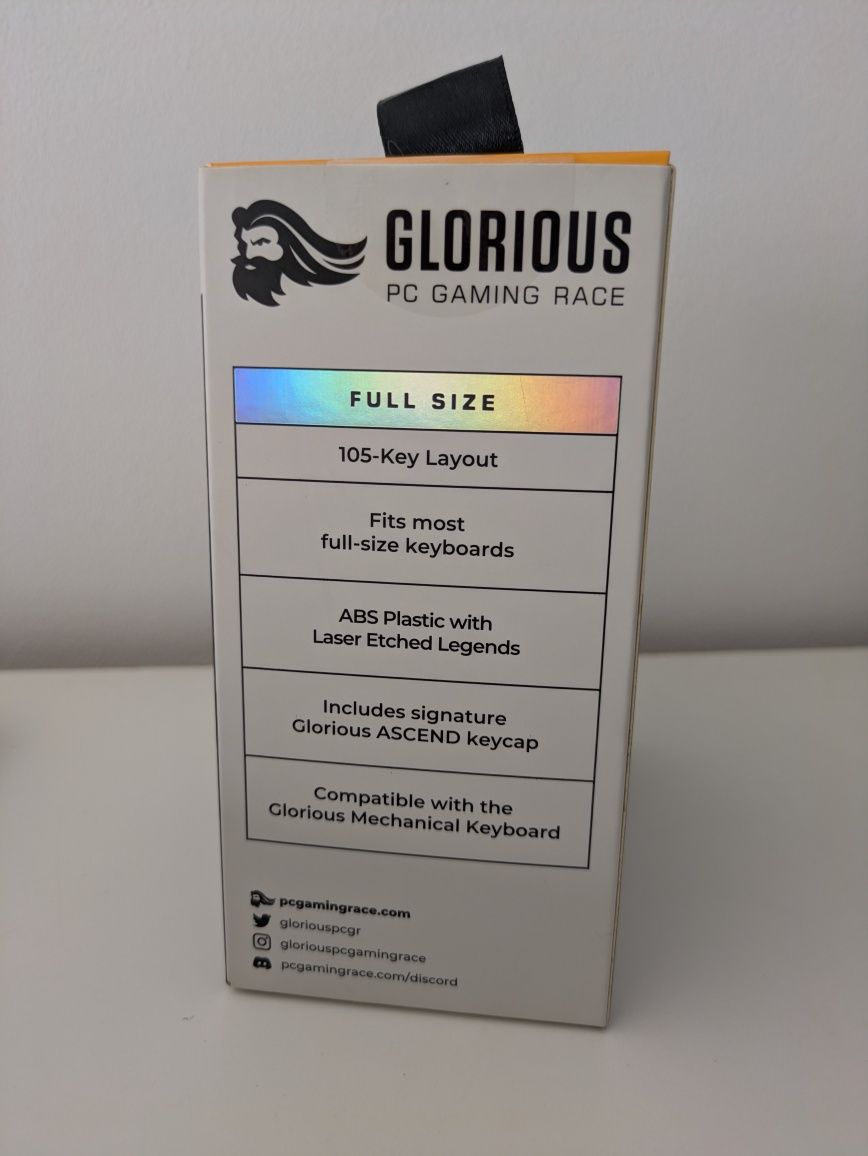 GLORIOUS
PC GAMING RACE
FULL SIZE
105-Key Layout
Fits most
full-size keyboards
ABS Plastic with
Laser Etched Legends
Includes signature
Glorious ASCEND keycap
Compatible with the
Glorious Mechanical Keyboard
pcgamingrace.com
gloriouspcgr
gloriouspcgamingrace
pcgamingrace.com/discord